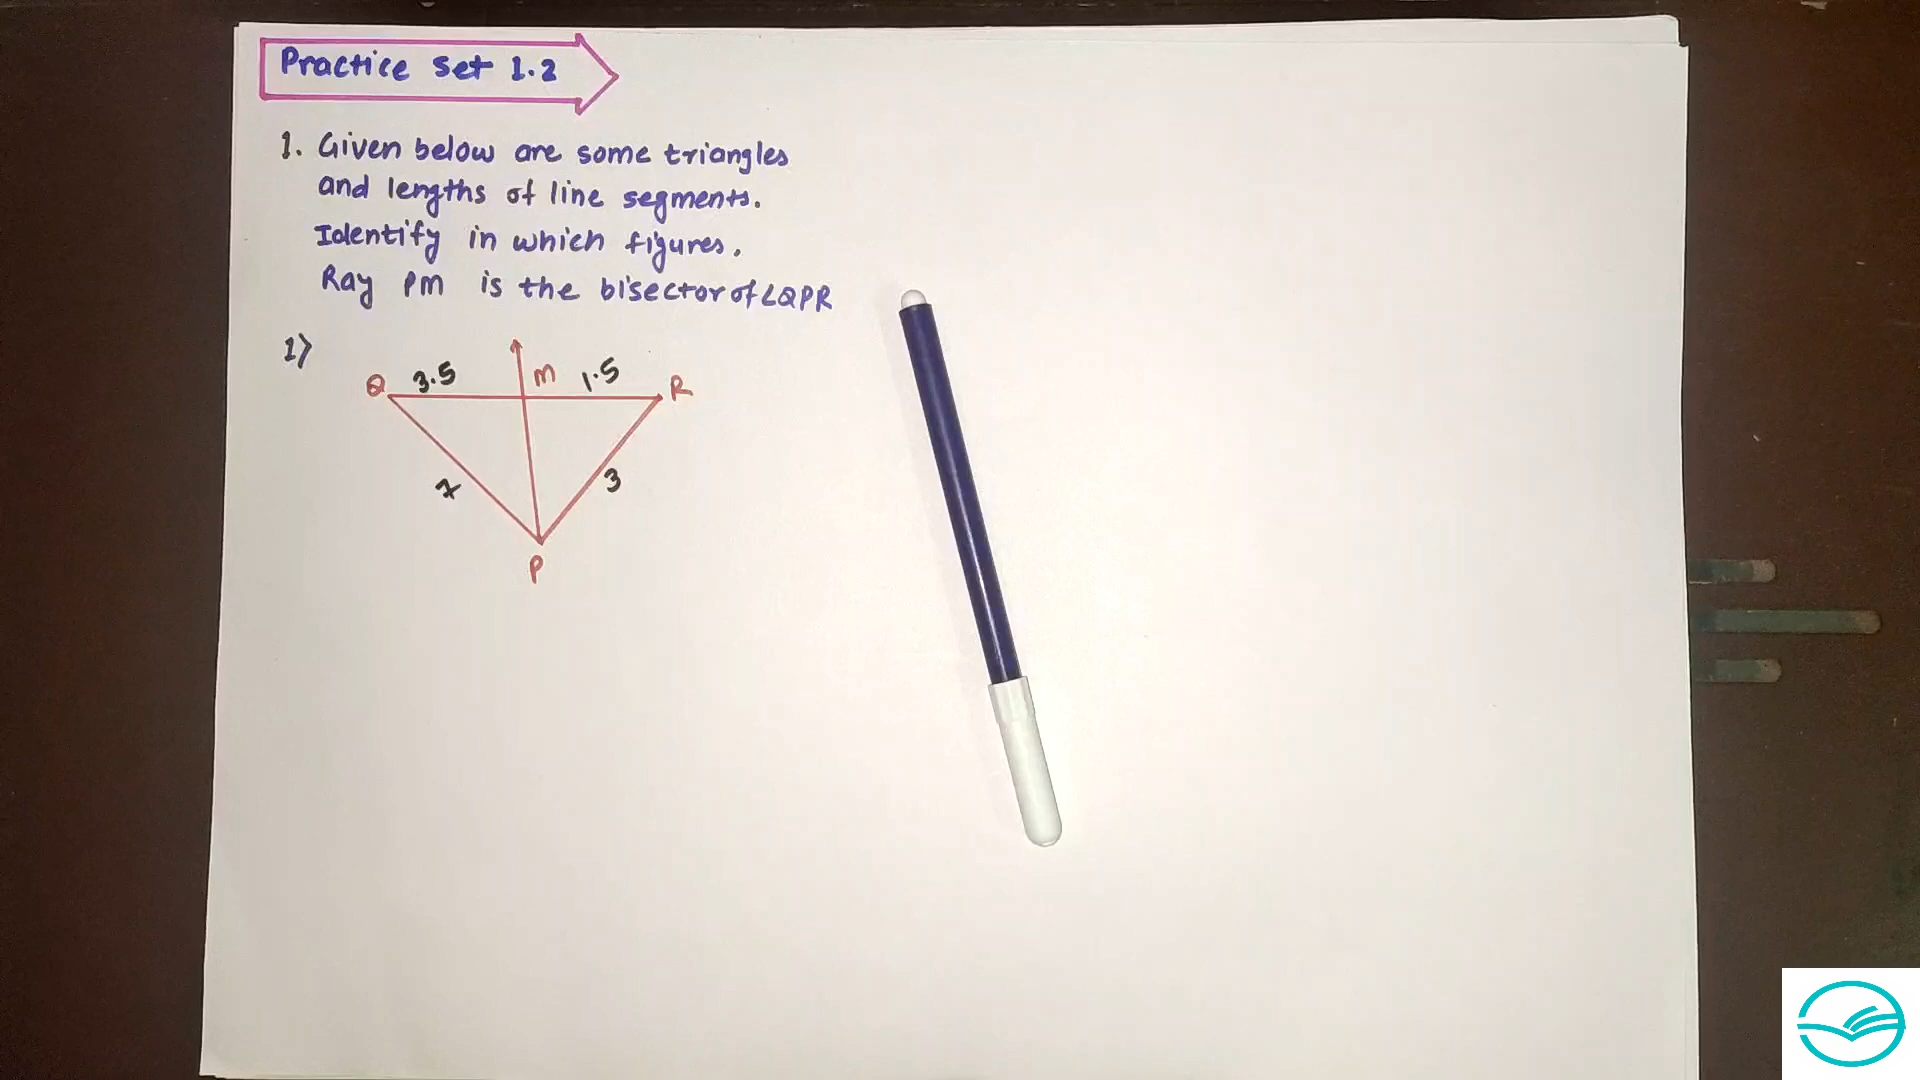 Practice Set 1.2
1. Given below are some triangles
and lengths of line segments.
Identify in which figures.
Ray PM is the bisector of ∠QPR
1)
Q 3.5 M 1.5 R
7 3
P